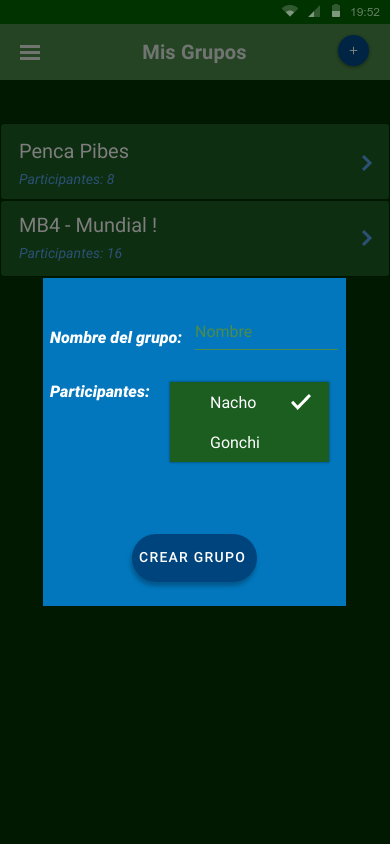 19:52
Mis Grupos
+
Penca Pibes
Participantes: 8
MB4 - Mundial !
Participantes: 16
Nombre del grupo: Nombre
Participantes:
Nacho
Gonchi
CREAR GRUPO